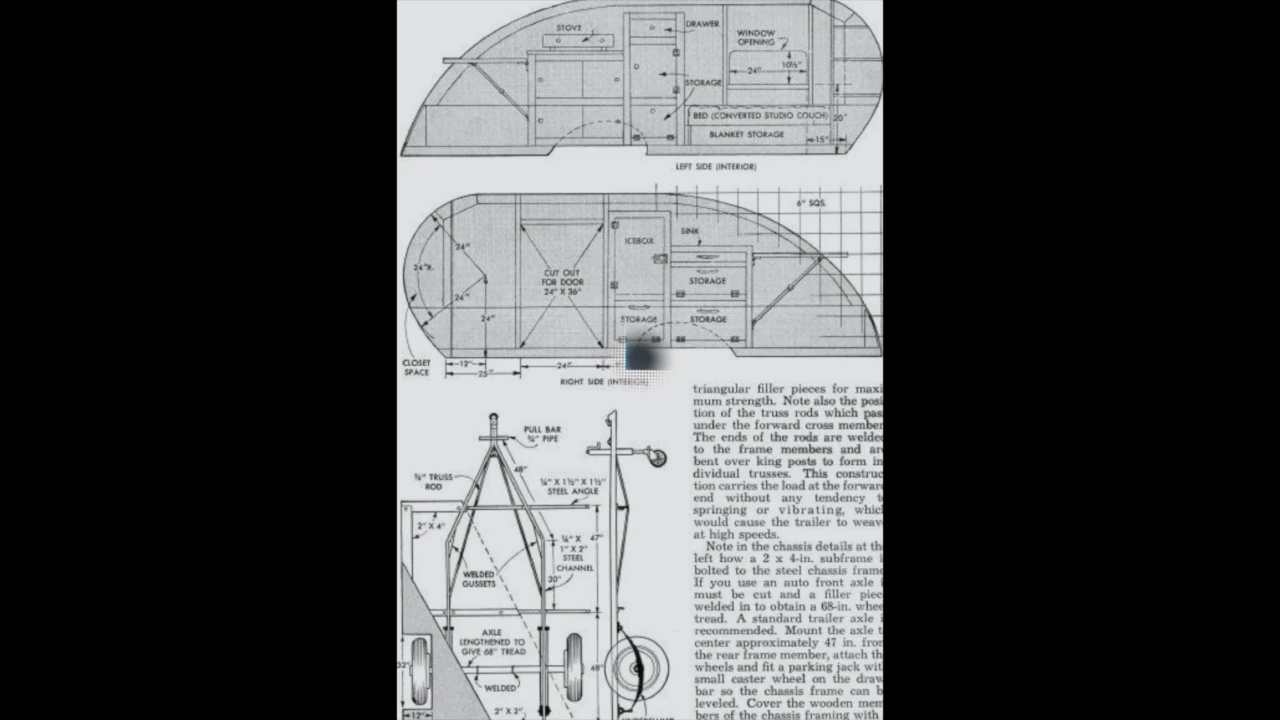 STOVE
DRAWER
WINDOW
OPENING
10½"
24"
STORAGE
BED (CONVERTED STUDIO COUCH)
20"
BLANKET STORAGE
15"
LEFT SIDE (INTERIOR)
6" SQS.
24"
24"R.
24"
24"
CUT OUT
FOR DOOR
24" X 36"
ICEBOX
SINK
STORAGE
STORAGE
STORAGE
CLOSET
SPACE
12"
25"
24"
RIGHT SIDE (INTERIOR)
PULL BAR
¾" PIPE
48"
¾" TRUSS
ROD
⅛" X 1½" X 1½"
STEEL ANGLE
2" X 4"
⅛" X
1" X 2"
STEEL
CHANNEL
47"
30"
WELDED
GUSSETS
AXLE
LENGTHENED TO
GIVE 68" TREAD
32"
48"
WELDED
12"
2" X 2"
triangular filler pieces for maxi
mum strength. Note also the posi
tion of the truss rods which pas
under the forward cross member
The ends of the rods are welde
to the frame members and ar
bent over king posts to form in
dividual trusses. This construc
tion carries the load at the forwar
end without any tendency t
springing or vibrating, whic
would cause the trailer to weav
at high speeds.
Note in the chassis details at th
left how a 2 x 4-in. subframe i
bolted to the steel chassis frame
If you use an auto front axle i
must be cut and a filler piec
welded in to obtain a 68-in. whee
tread. A standard trailer axle i
recommended. Mount the axle t
center approximately 47 in. from
the rear frame member, attach th
wheels and fit a parking jack wit
small caster wheel on the draw
bar so the chassis frame can b
leveled. Cover the wooden mem
bers of the chassis framing with